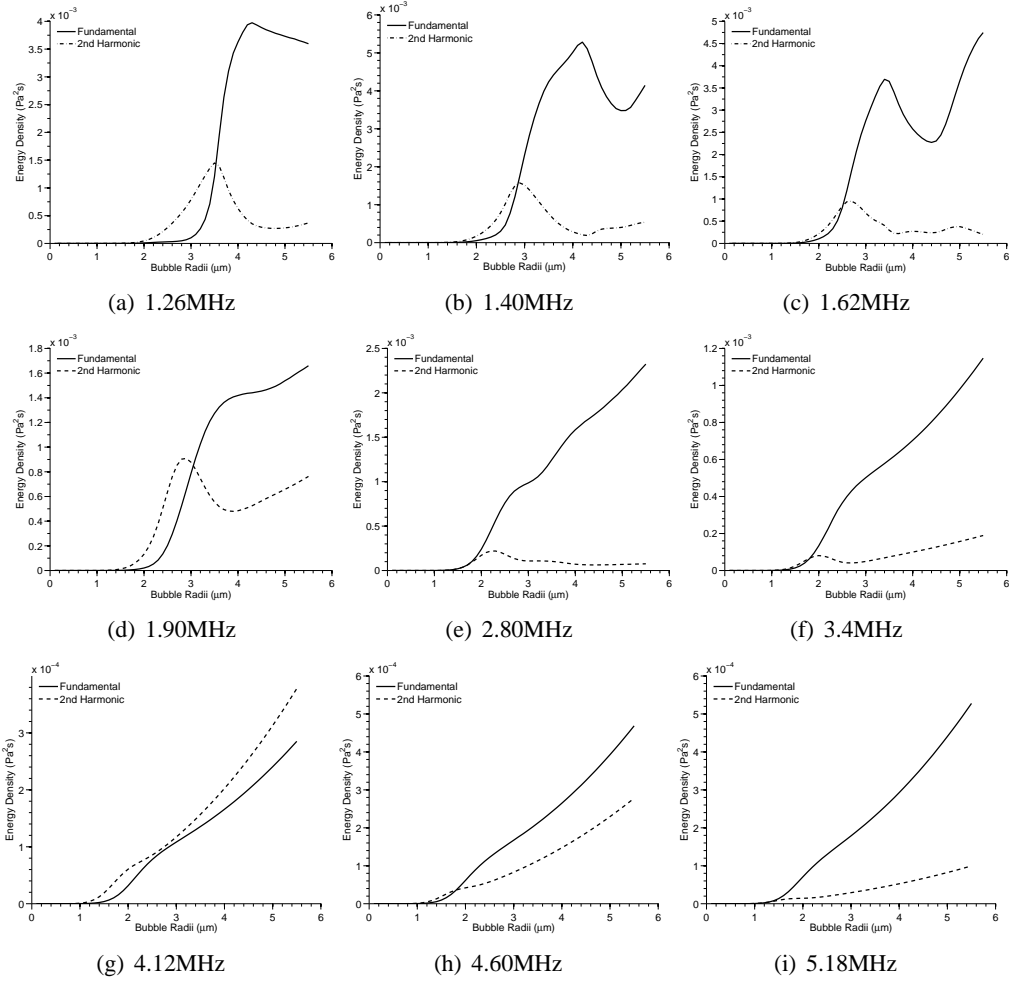 x 10⁻³
4
3.5
3
2.5
2
1.5
1
0.5
0
Energy Density (Pa²s)
Fundamental
2nd Harmonic
0 1 2 3 4 5 6
Bubble Radii (μm)
(a) 1.26MHz
x 10⁻³
6
5
4
3
2
1
0
Energy Density (Pa²s)
Fundamental
2nd Harmonic
0 1 2 3 4 5 6
Bubble Radii (μm)
(b) 1.40MHz
x 10⁻³
5
4.5
4
3.5
3
2.5
2
1.5
1
0.5
0
Energy Density (Pa²s)
Fundamental
2nd Harmonic
0 1 2 3 4 5 6
Bubble Radii (μm)
(c) 1.62MHz
x 10⁻³
1.8
1.6
1.4
1.2
1
0.8
0.6
0.4
0.2
0
Energy Density (Pa²s)
Fundamental
2nd Harmonic
0 1 2 3 4 5 6
Bubble Radii (μm)
(d) 1.90MHz
x 10⁻³
2.5
2
1.5
1
0.5
0
Energy Density (Pa²s)
Fundamental
2nd Harmonic
0 1 2 3 4 5 6
Bubble Radii (μm)
(e) 2.80MHz
x 10⁻³
1.2
1
0.8
0.6
0.4
0.2
0
Energy Density (Pa²s)
Fundamental
2nd Harmonic
0 1 2 3 4 5 6
Bubble Radii (μm)
(f) 3.4MHz
x 10⁻⁴
3
2
1
0
Energy Density (Pa²s)
Fundamental
2nd Harmonic
0 1 2 3 4 5 6
Bubble Radii (μm)
(g) 4.12MHz
x 10⁻⁴
6
5
4
3
2
1
0
Energy Density (Pa²s)
Fundamental
2nd Harmonic
0 1 2 3 4 5 6
Bubble Radii (μm)
(h) 4.60MHz
x 10⁻⁴
6
5
4
3
2
1
0
Energy Density (Pa²s)
Fundamental
2nd Harmonic
0 1 2 3 4 5 6
Bubble Radii (μm)
(i) 5.18MHz